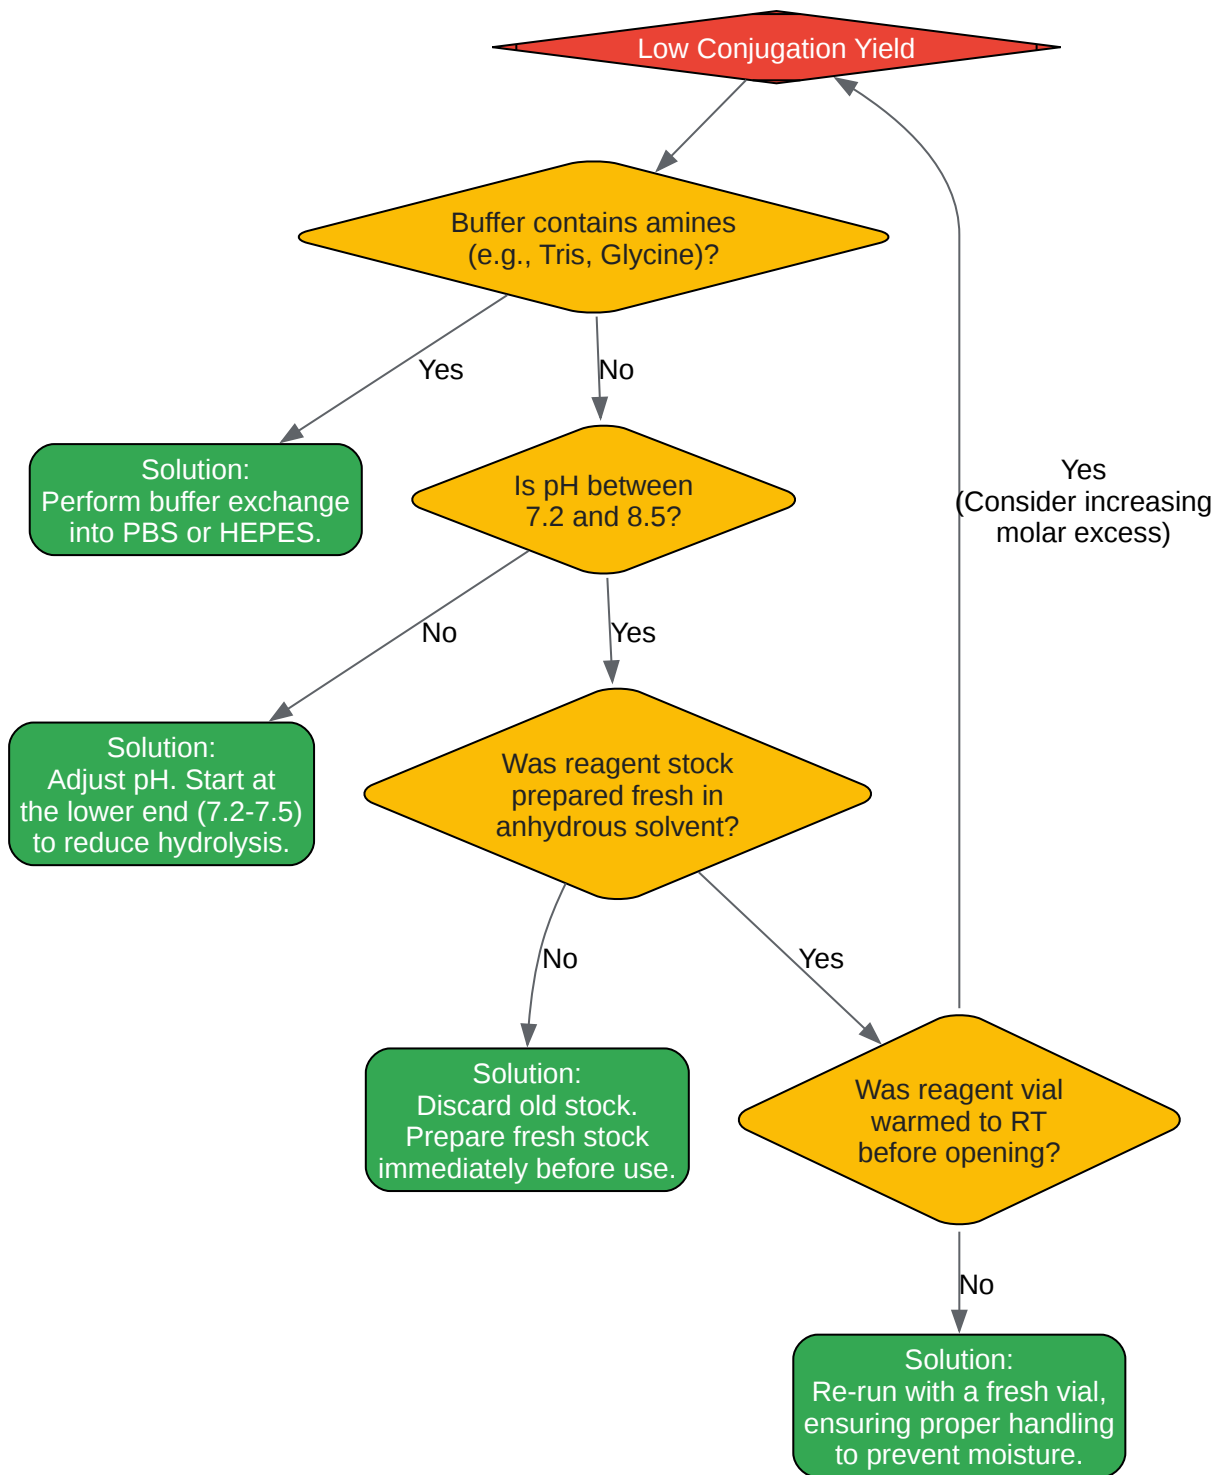 Low Conjugation Yield
Buffer contains amines
(e.g., Tris, Glycine)?
Yes
No
Solution:
Perform buffer exchange
into PBS or HEPES.
Is pH between
7.2 and 8.5?
Yes
(Consider increasing
molar excess)
No
Yes
Solution:
Adjust pH. Start at
the lower end (7.2-7.5)
to reduce hydrolysis.
Was reagent stock
prepared fresh in
anhydrous solvent?
No
Yes
Solution:
Discard old stock.
Prepare fresh stock
immediately before use.
Was reagent vial
warmed to RT
before opening?
No
Solution:
Re-run with a fresh vial,
ensuring proper handling
to prevent moisture.